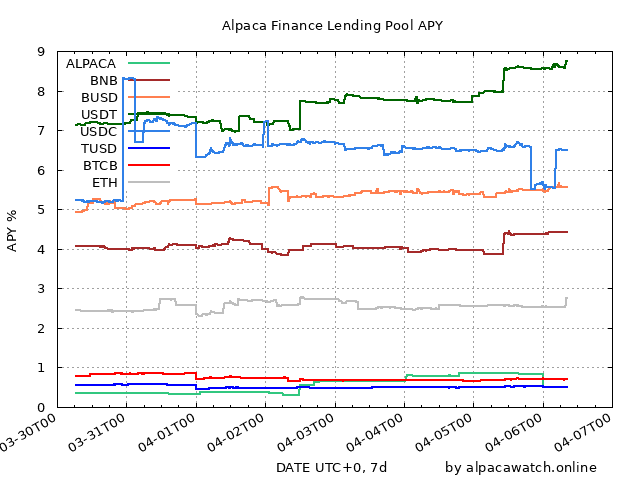 Alpaca Finance Lending Pool APY
9
8
7
6
5
4
3
2
1
0
APY %
ALPACA
BNB
BUSD
USDT
USDC
TUSD
BTCB
ETH
03-30T00
03-31T00
04-01T00
04-02T00
04-03T00
04-04T00
04-05T00
04-06T00
04-07T00
DATE UTC+0, 7d
by alpacawatch.online